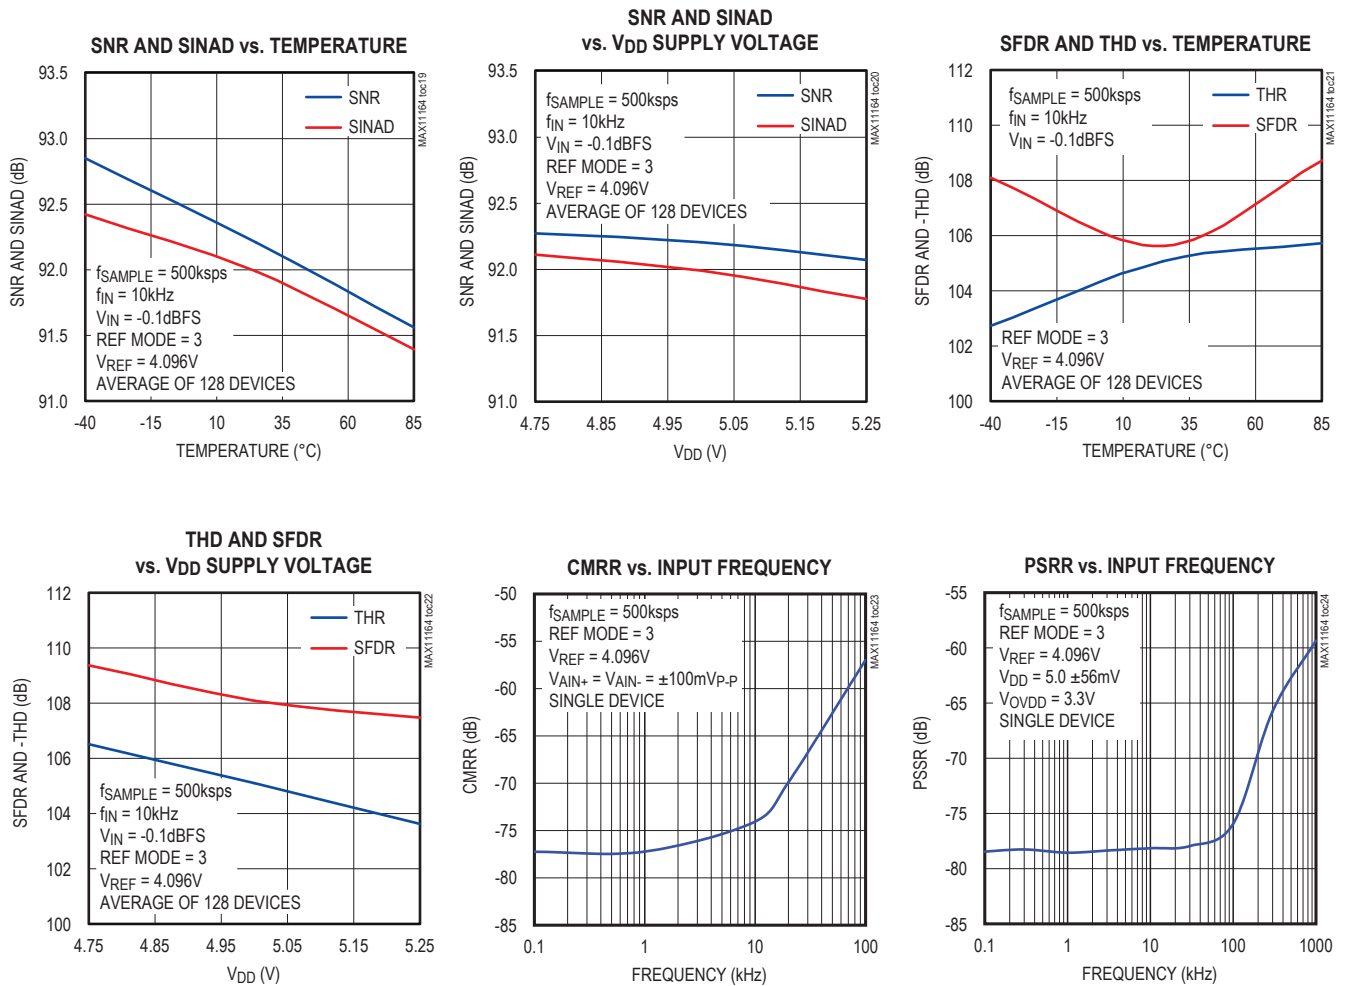 SNR AND SINAD vs. TEMPERATURE
MAX11164 toc19
93.5
93.0
92.5
92.0
91.5
91.0
SNR AND SINAD (dB)
SNR
SINAD
fSAMPLE = 500ksps
fIN = 10kHz
VIN = -0.1dBFS
REF MODE = 3
VREF = 4.096V
AVERAGE OF 128 DEVICES
-40 -15 10 35 60 85
TEMPERATURE (°C)
SNR AND SINAD
vs. VDD SUPPLY VOLTAGE
MAX11164 toc20
93.5
93.0
92.5
92.0
91.5
91.0
SNR AND SINAD (dB)
fSAMPLE = 500ksps
fIN = 10kHz
VIN = -0.1dBFS
REF MODE = 3
VREF = 4.096V
AVERAGE OF 128 DEVICES
SNR
SINAD
4.75 4.85 4.95 5.05 5.15 5.25
VDD (V)
SFDR AND THD vs. TEMPERATURE
MAX11164 toc21
112
110
108
106
104
102
100
SFDR AND -THD (dB)
fSAMPLE = 500ksps
fIN = 10kHz
VIN = -0.1dBFS
THR
SFDR
REF MODE = 3
VREF = 4.096V
AVERAGE OF 128 DEVICES
-40 -15 10 35 60 85
TEMPERATURE (°C)
THD AND SFDR
vs. VDD SUPPLY VOLTAGE
MAX11164 toc22
112
110
108
106
104
102
100
SFDR AND -THD (dB)
THR
SFDR
fSAMPLE = 500ksps
fIN = 10kHz
VIN = -0.1dBFS
REF MODE = 3
VREF = 4.096V
AVERAGE OF 128 DEVICES
4.75 4.85 4.95 5.05 5.15 5.25
VDD (V)
CMRR vs. INPUT FREQUENCY
MAX11164 toc23
-50
-55
-60
-65
-70
-75
-80
-85
CMRR (dB)
fSAMPLE = 500ksps
REF MODE = 3
VREF = 4.096V
VAIN+ = VAIN- = ±100mVP-P
SINGLE DEVICE
0.1 1 10 100
FREQUENCY (kHz)
PSRR vs. INPUT FREQUENCY
MAX11164 toc24
-55
-60
-65
-70
-75
-80
-85
PSSR (dB)
fSAMPLE = 500ksps
REF MODE = 3
VREF = 4.096V
VDD = 5.0 ±56mV
VOVDD = 3.3V
SINGLE DEVICE
0.1 1 10 100 1000
FREQUENCY (kHz)